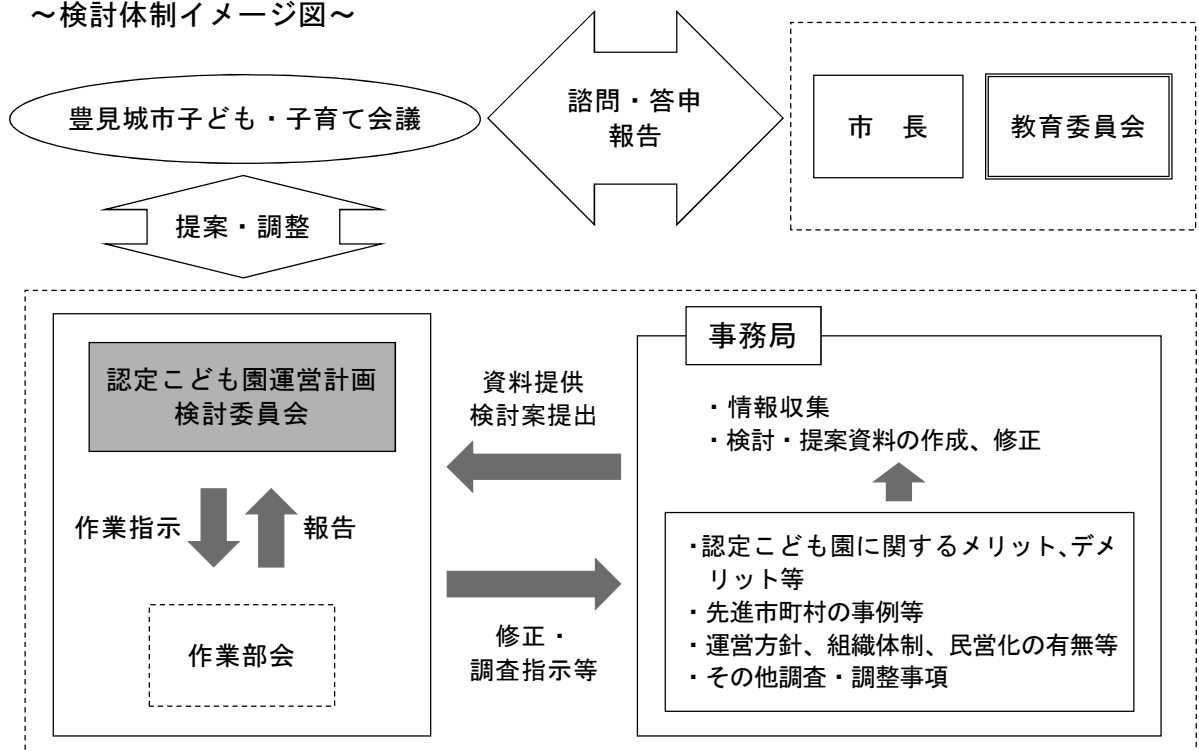 ～検討体制イメージ図～
豊見城市子ども・子育て会議
諮問・答申
報告
市　長
教育委員会
提案・調整
認定こども園運営計画
検討委員会
作業指示
報告
作業部会
資料提供
検討案提出
修正・
調査指示等
事務局
・情報収集
・検討・提案資料の作成、修正
・認定こども園に関するメリット、デメ
リット等
・先進市町村の事例等
・運営方針、組織体制、民営化の有無等
・その他調査・調整事項